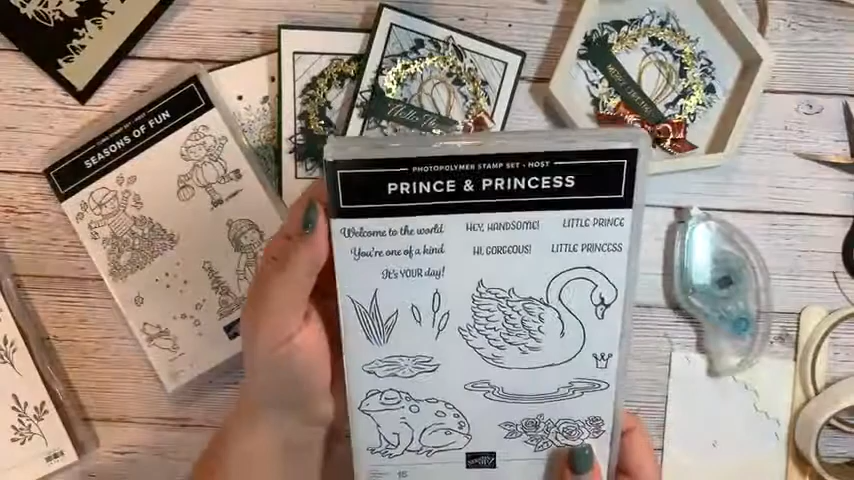 PHOTOPOLYMER STAMP SET • HOST
PRINCE & PRINCESS
Welcome to the world
You're one of a kind
It's your day!
HEY, HANDSOME!
HI, GORGEOUS!
LITTLE PRINCE
LITTLE PRINCESS
15
SEASONS OF FUN